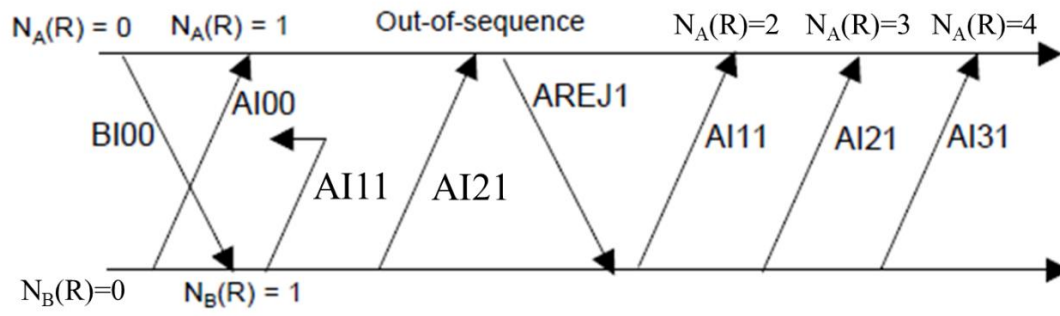 N_A(R) = 0 N_A(R) = 1 Out-of-sequence N_A(R)=2 N_A(R)=3 N_A(R)=4
BI00 AI00 AREJ1 AI11 AI21 AI31
AI11 AI21
N_B(R)=0 N_B(R) = 1